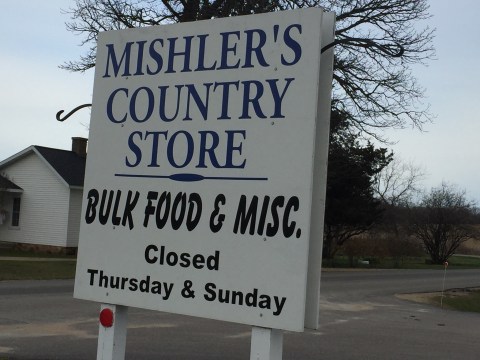 MISHLER'S
COUNTRY
STORE
BULK FOOD & MISC.
Closed
Thursday & Sunday